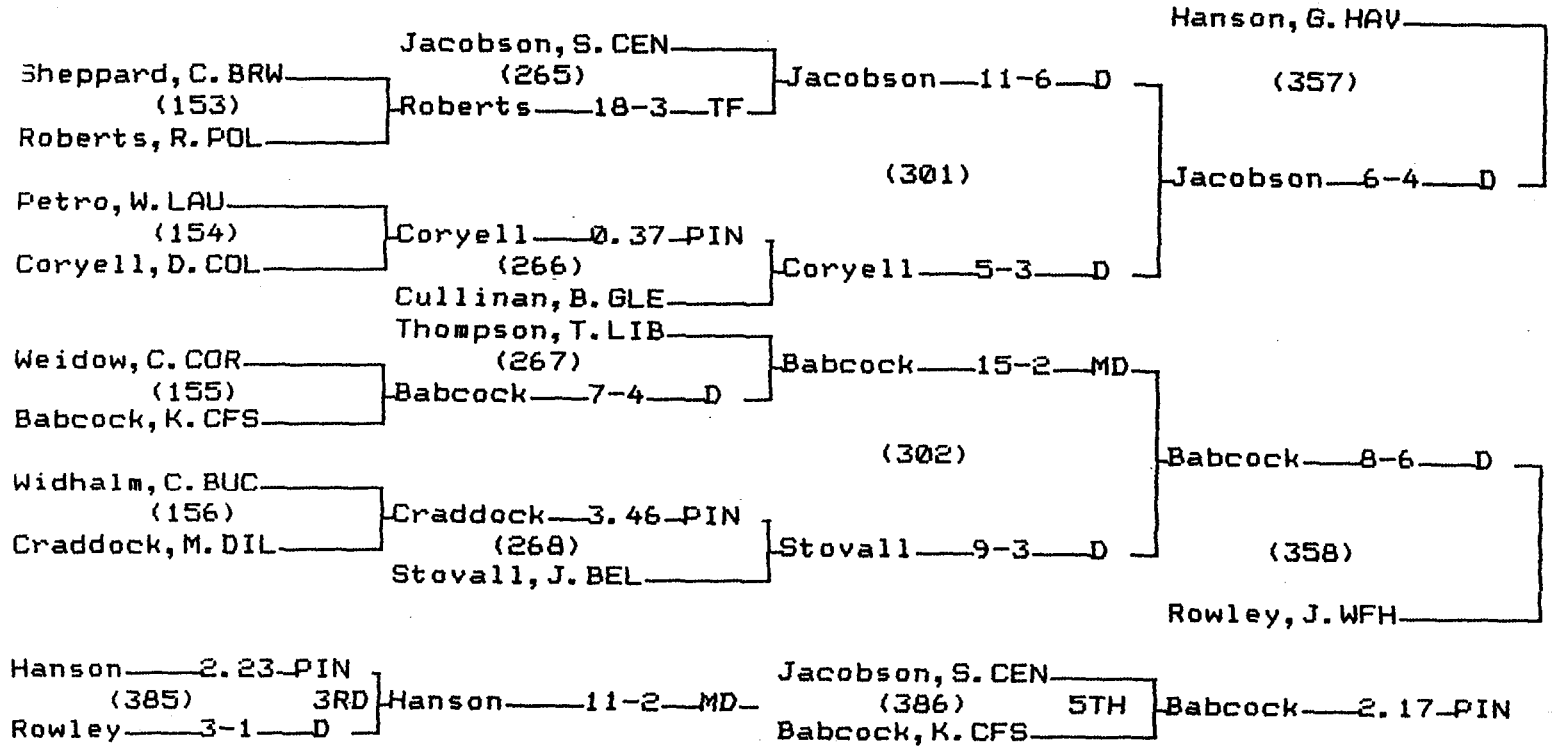 Hanson, G. HAV
Jacobson, S. CEN
Sheppard, C. BRW (265) Jacobson 11-6 D (357)
(153) Roberts 18-3 TF
Roberts, R. POL
(301) Jacobson 6-4 D
Petro, W. LAU
(154) Coryell 0.37 PIN
Coryell, D. COL (266) Coryell 5-3 D
Cullinan, B. GLE
Thompson, T. LIB
Weidow, C. COR (267) Babcock 15-2 MD
(155) Babcock 7-4 D
Babcock, K. CFS
(302) Babcock 8-6 D
Widhalm, C. BUC
(156) Craddock 3.46 PIN
Craddock, M. DIL (268) Stovall 9-3 D (358)
Stovall, J. BEL
Rowley, J. WFH
Hanson 2.23 PIN Jacobson, S. CEN
(385) 3RD Hanson 11-2 MD (386) 5TH Babcock 2.17 PIN
Rowley 3-1 D Babcock, K. CFS